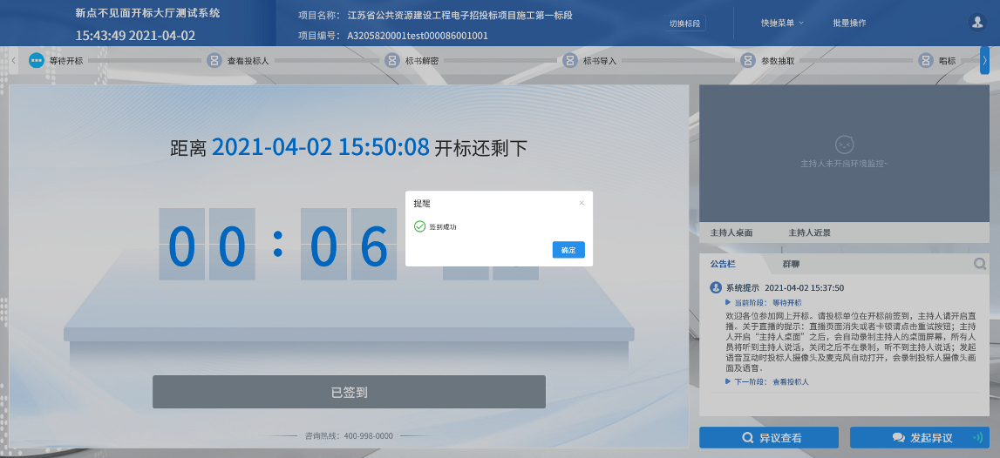 新点不见面开标大厅测试系统
15:43:49 2021-04-02
项目名称： 江苏省公共资源建设工程电子招投标项目施工第一标段
项目编号： A3205820001test000086001001
切换标段
快捷菜单
批量操作
等待开标
查看投标人
标书解密
标书导入
参数抽取
唱标
距离 2021-04-02 15:50:08 开标还剩下
00:06
提醒
签到成功
确定
已签到
咨询热线：400-998-0000
主持人未开启环境监控~
主持人桌面
主持人近景
公告栏
群聊
系统提示 2021-04-02 15:37:50
当前阶段： 等待开标
欢迎各位参加网上开标。请投标单位在开标前签到，主持人请开启直
播。关于直播的提示：直播页面消失或者卡顿请点击重试按钮；主持
人开启“主持人桌面”之后，会自动录制主持人的桌面屏幕，所有人
员将听到主持人说话，关闭之后不在录制，听不到主持人说话；发起
语音互动时投标人摄像头及麦克风自动打开，会录制投标人摄像头画
面及语音。
下一阶段： 查看投标人
异议查看
发起异议